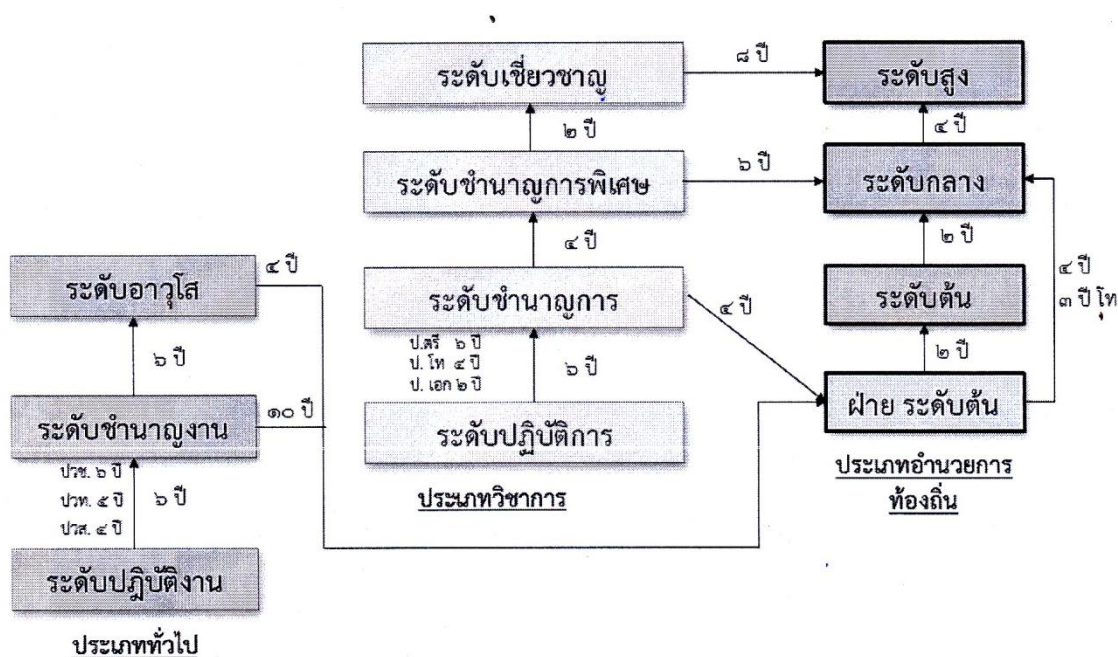 ระดับเชี่ยวชาญ
๘ ปี
ระดับสูง
๒ ปี
๔ ปี
ระดับชำนาญการพิเศษ
๖ ปี
ระดับกลาง
๔ ปี
๒ ปี
๔ ปี
๓ ปี โท
ระดับอาวุโส
๔ ปี
ระดับชำนาญการ
๔ ปี
ระดับต้น
๖ ปี
ป.ตรี ๖ ปี
ป. โท ๔ ปี
ป. เอก ๒ ปี
๖ ปี
๒ ปี
ระดับชำนาญงาน
๑๐ ปี
ระดับปฏิบัติการ
ฝ่าย ระดับต้น
ปวช. ๖ ปี
ปวท. ๕ ปี
ปวส. ๔ ปี
๖ ปี
ประเภทวิชาการ
ประเภทอำนวยการ
ท้องถิ่น
ระดับปฏิบัติงาน
ประเภททั่วไป